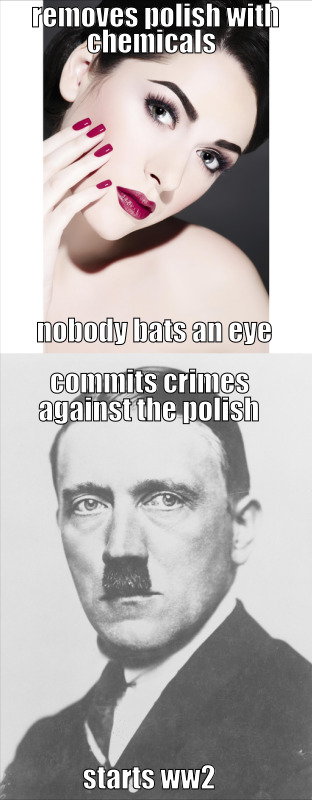 removes polish with
chemicals
nobody bats an eye
commits crimes
against the polish
starts ww2